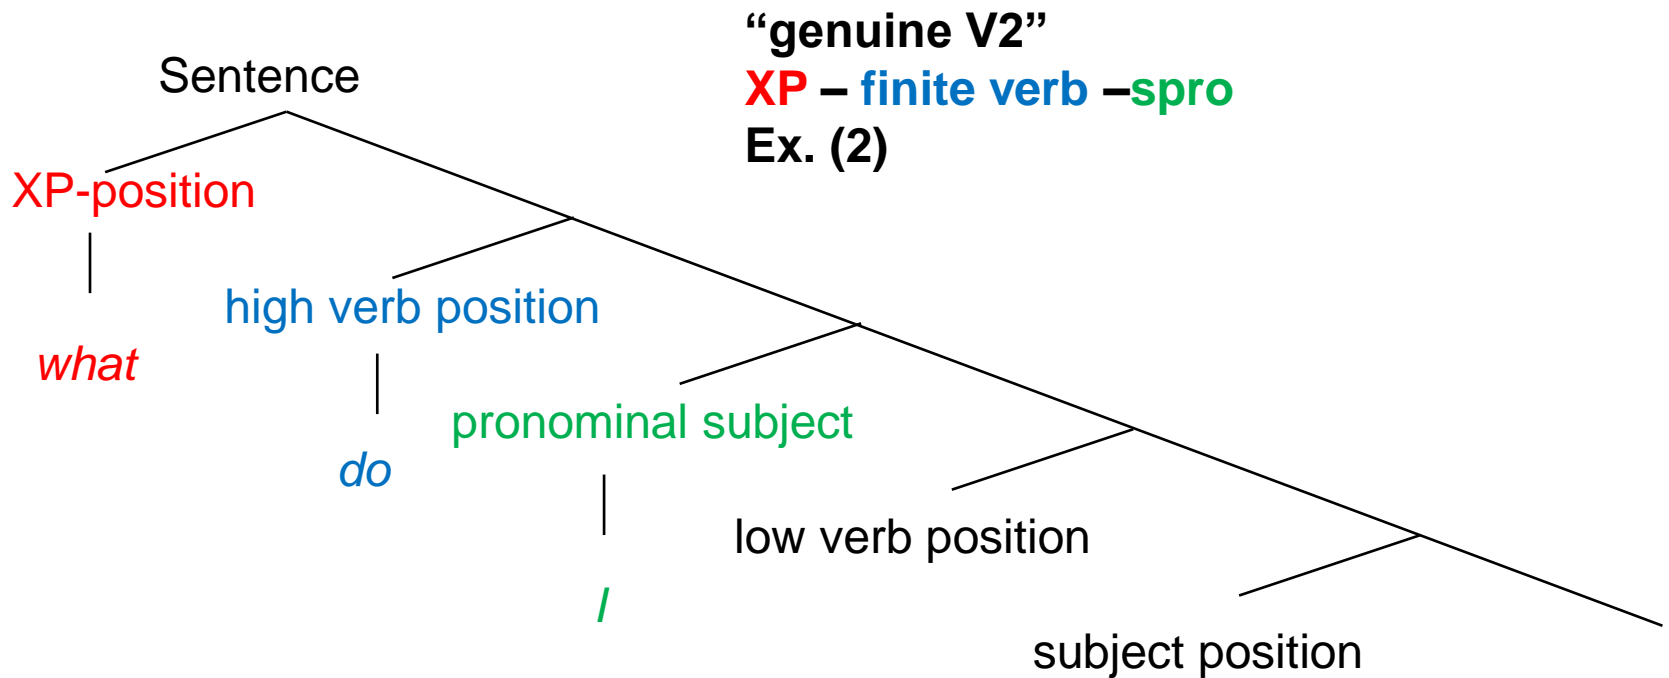 “genuine V2”
XP – finite verb –spro
Ex. (2)
Sentence
XP-position
what
high verb position
do
pronominal subject
I
low verb position
subject position